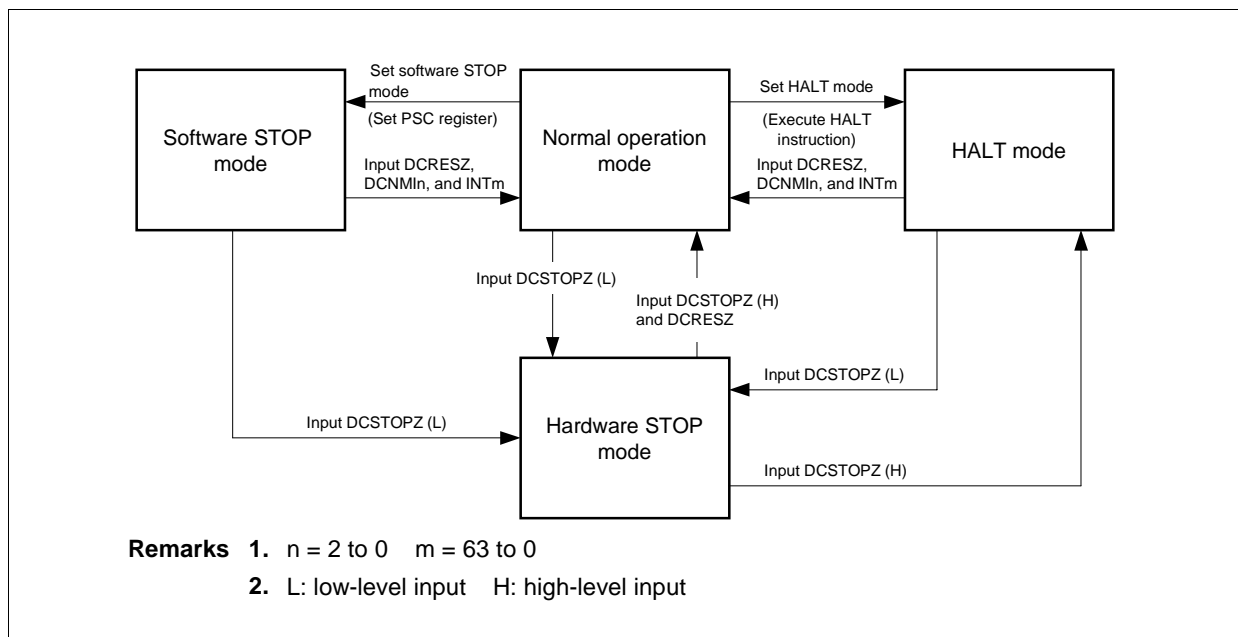 Set software STOP
mode
(Set PSC register)
Set HALT mode
(Execute HALT
instruction)
Software STOP
mode
Normal operation
mode
HALT mode
Input DCRESZ,
DCNMIn, and INTm
Input DCRESZ,
DCNMIn, and INTm
Input DCSTOPZ (L)
Input DCSTOPZ (H)
and DCRESZ
Input DCSTOPZ (L)
Input DCSTOPZ (L)
Hardware STOP
mode
Input DCSTOPZ (H)
Remarks 1. n = 2 to 0 m = 63 to 0
2. L: low-level input H: high-level input